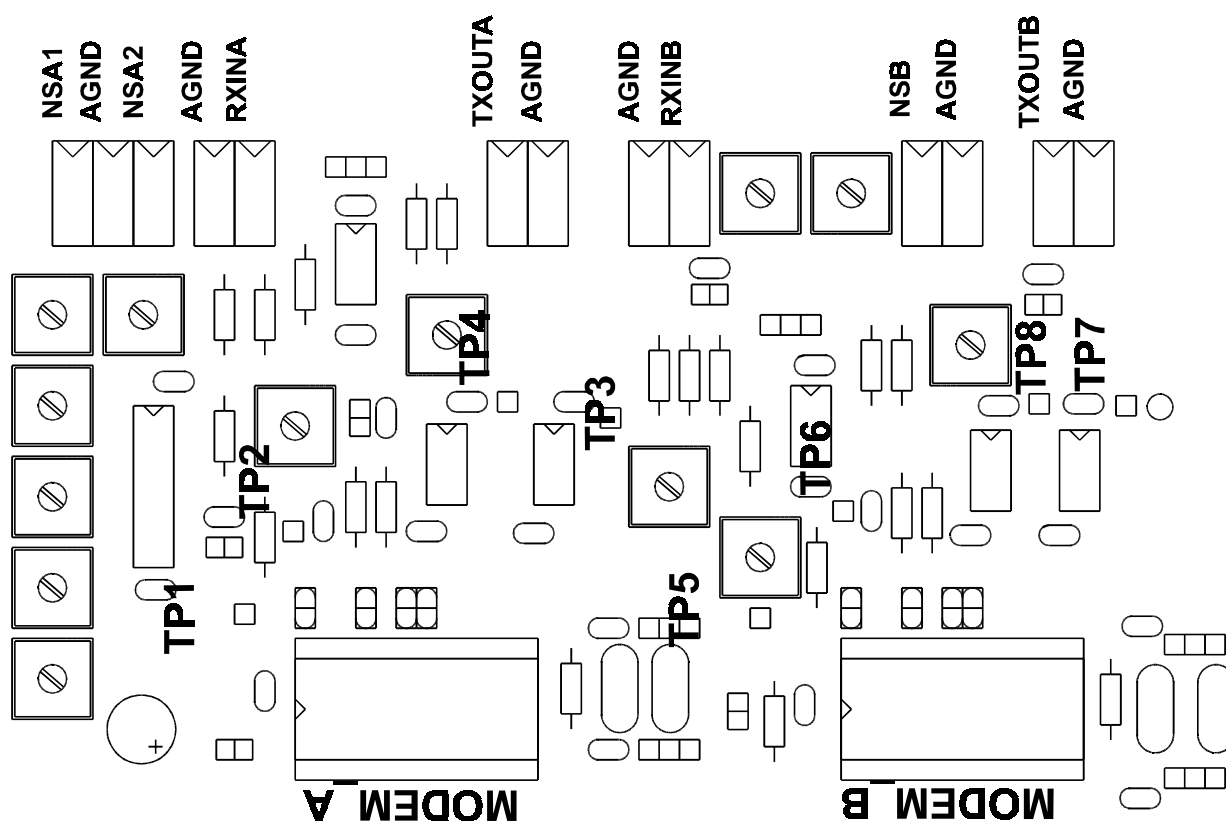 NSA1
AGND
NSA2
AGND
RXINA
TXOUTA
AGND
AGND
RXINB
NSB
AGND
TXOUTB
AGND
TP4
TP8
TP7
TP3
TP2
TP6
TP1
TP5
MODEM_A
MODEM_B